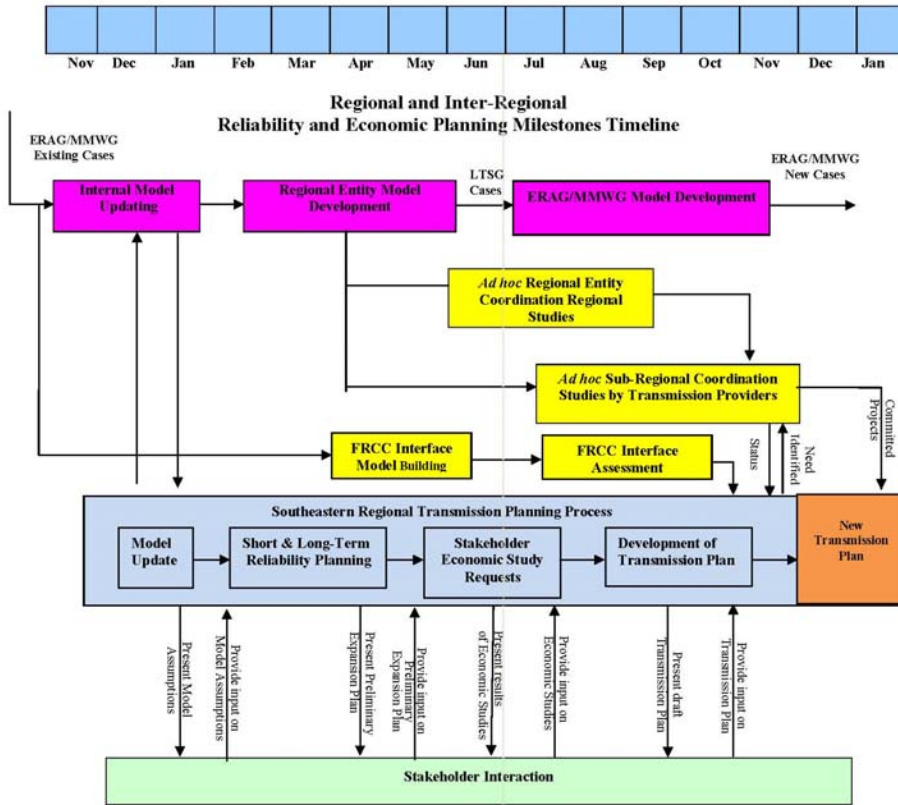 Nov Dec Jan Feb Mar Apr May Jun Jul Aug Sep Oct Nov Dec Jan
Regional and Inter-Regional
Reliability and Economic Planning Milestones Timeline
ERAG/MMWG
Existing Cases
Internal Model
Updating
Regional Entity Model
Development
LTSG
Cases
ERAG/MMWG Model Development
ERAG/MMWG
New Cases
Ad hoc Regional Entity
Coordination Regional
Studies
Ad hoc Sub-Regional Coordination
Studies by Transmission Providers
Committed
Projects
FRCC Interface
Model Building
FRCC Interface
Assessment
Status
Need
Identified
Southeastern Regional Transmission Planning Process
Model
Update
Short & Long-Term
Reliability Planning
Stakeholder
Economic Study
Requests
Development of
Transmission Plan
New
Transmission
Plan
Present Model
Assumptions
Provide input on
Model Assumptions
Present Preliminary
Expansion Plan
Provide input on
Preliminary
Expansion Plan
Present results
of Economic Studies
Provide input on
Economic Studies
Present draft
Transmission Plan
Provide input on
Transmission Plan
Stakeholder Interaction